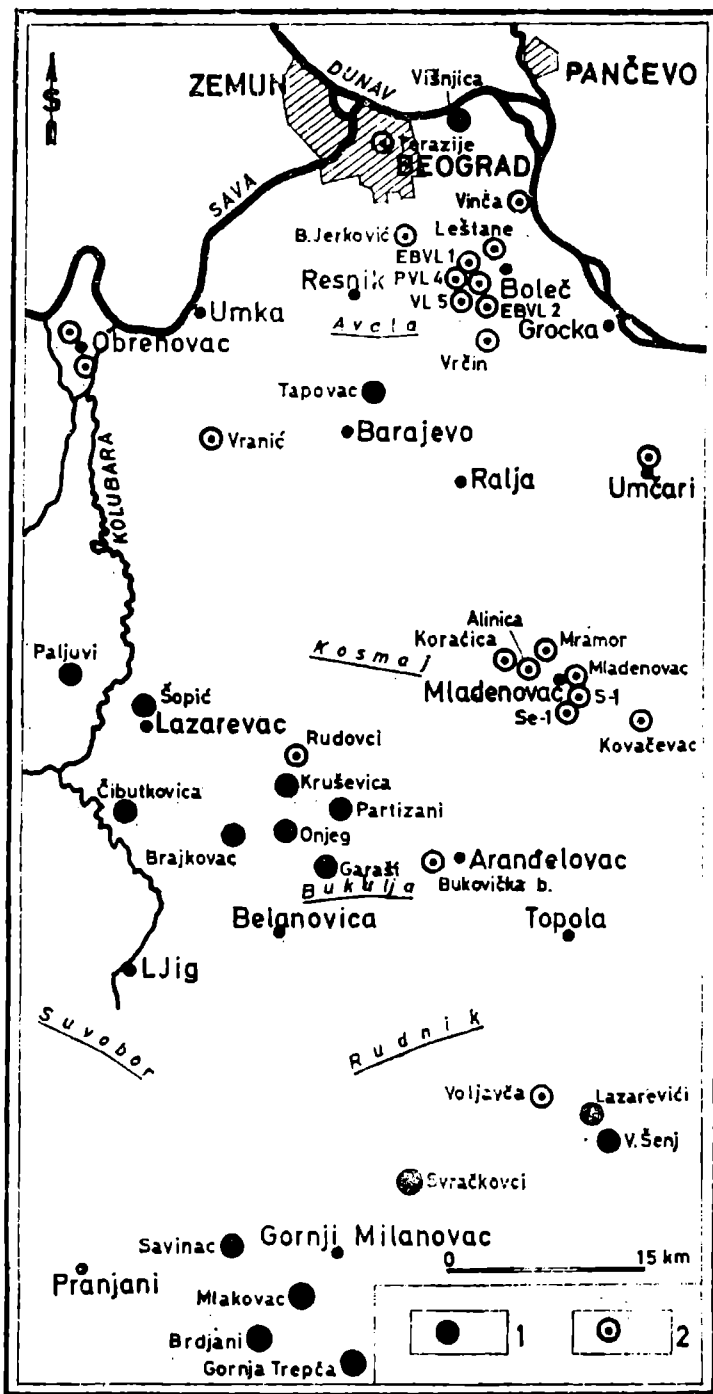 S
DUNAV
Višnjica
PANČEVO
ZEMUN
Terazije
BEOGRAD
SAVA
Vinča
B.Jerković
Leštane
EBVL 1
Resnik
PVL 4
Boleč
VL 5
EBVL 2
Umka
Avala
Grocka
Obrenovac
Vrčin
Tapovac
Vranić
Barajevo
Ralja
Umčari
KOLUBARA
Alinica
Koračica
Mramor
Kosmaj
Paljuvi
Mladenovac
Mladenovac
S-1
Šopić
Se-1
Lazarevac
Kovačevac
Rudovci
Kruševica
Čibutkovica
Partizani
Onjeg
Brajkovac
Garaši
Aranđelovac
Bukulja
Bukovička b.
Belanovica
Topola
LJig
Suvobor
Rudnik
Voljavča
Lazarevići
V.Šenj
Svračkovci
Savinac
Gornji Milanovac
0 15 km
Pranjani
Mlakovac
1
2
Brdjani
Gornja Trepča